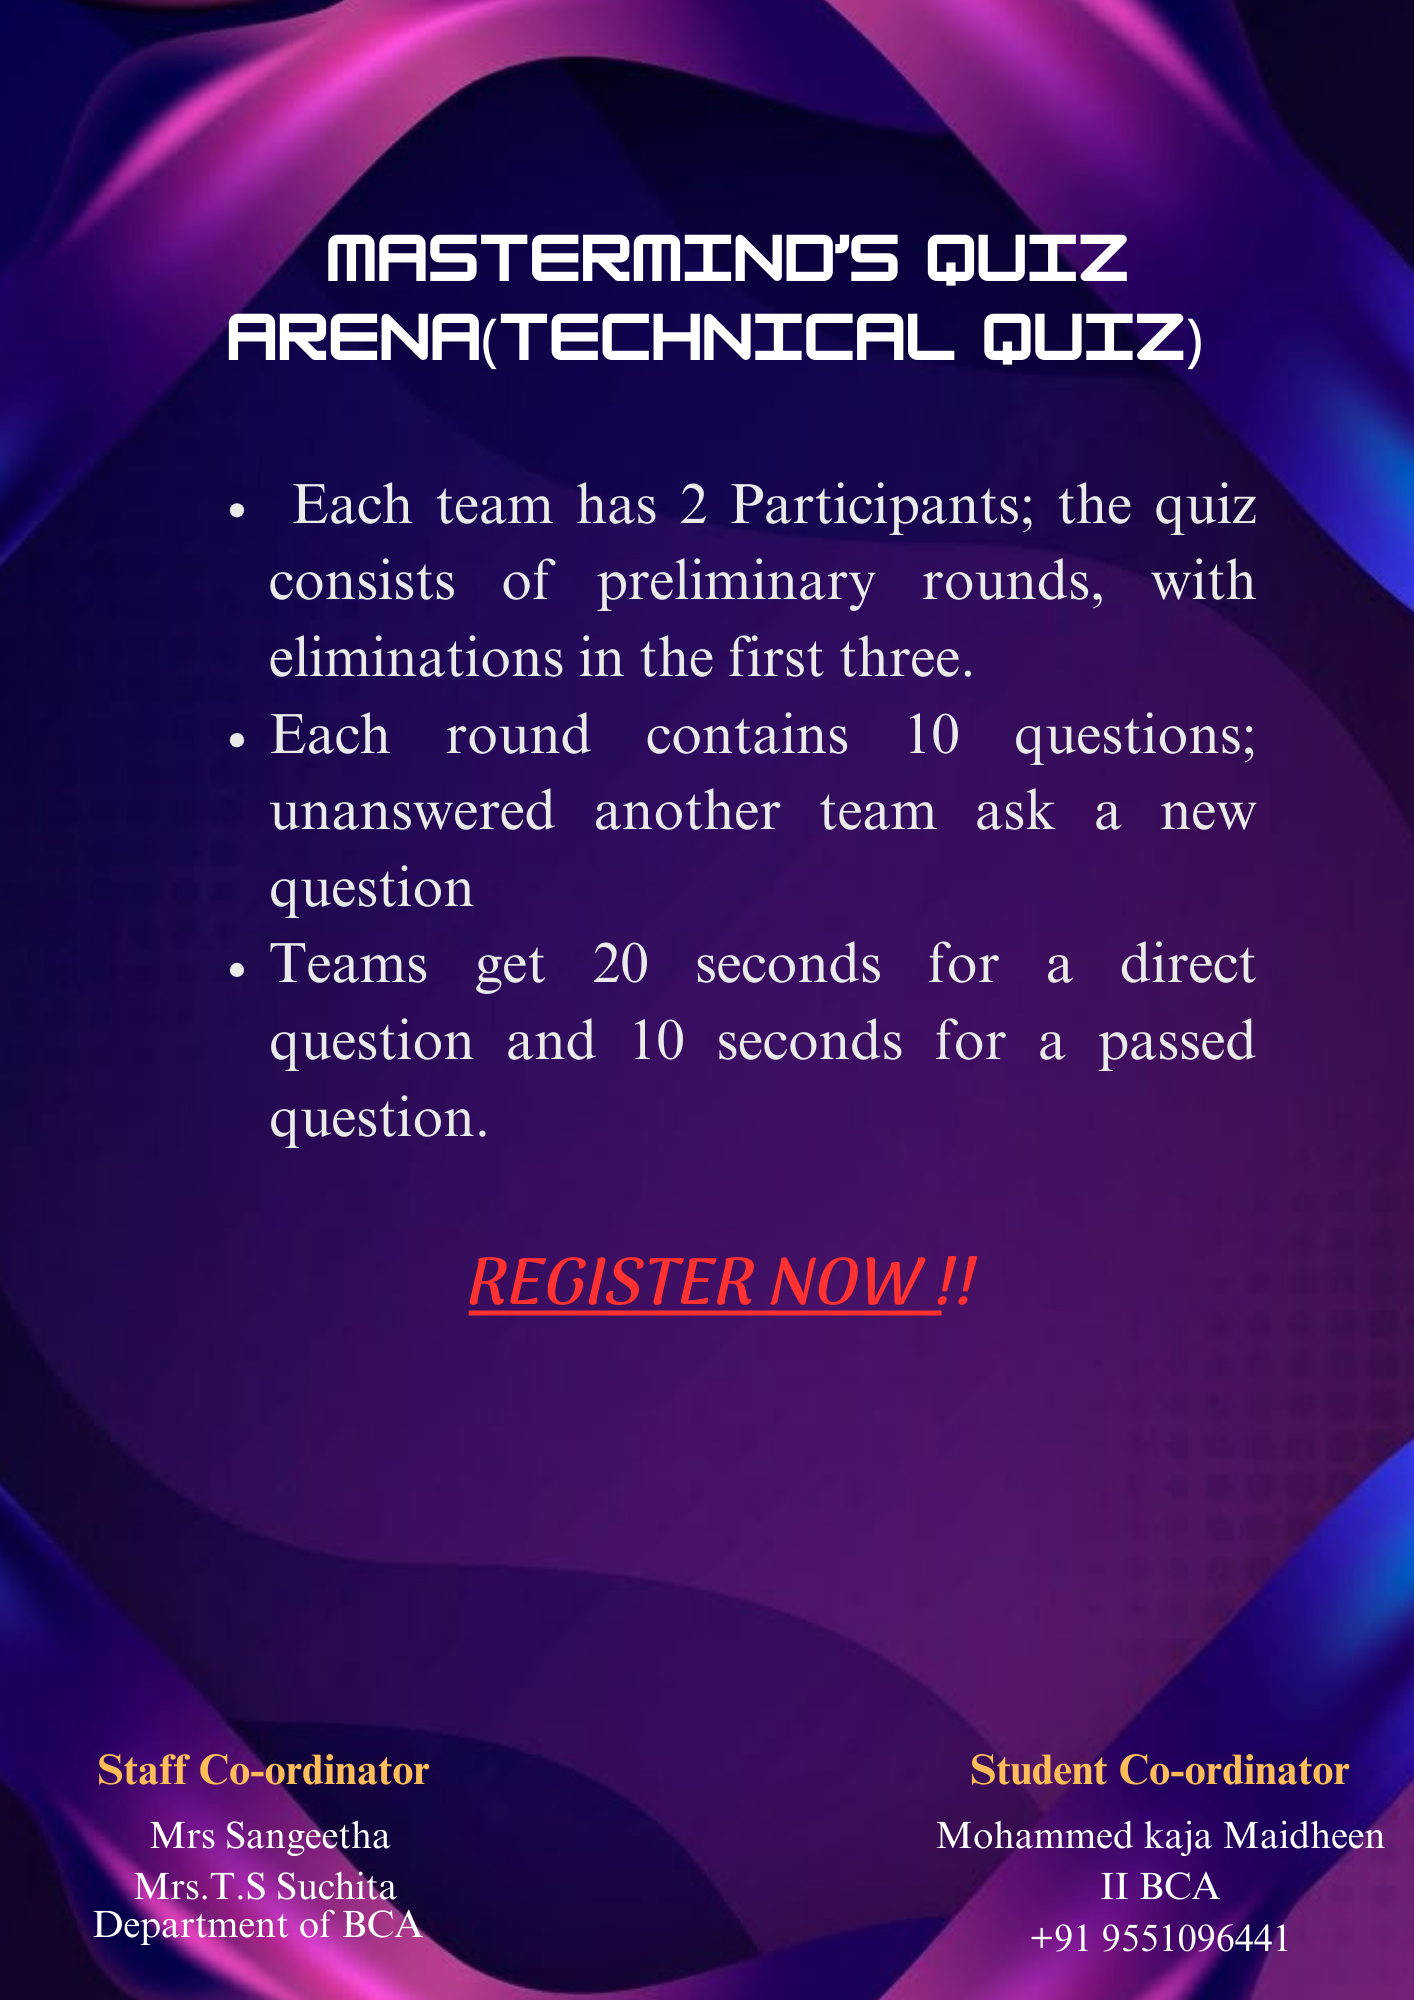 MASTERMIND'S QUIZ
ARENA(TECHNICAL QUIZ)
• Each team has 2 Participants; the quiz
consists of preliminary rounds, with
eliminations in the first three.
• Each round contains 10 questions;
unanswered another team ask a new
question
• Teams get 20 seconds for a direct
question and 10 seconds for a passed
question.
REGISTER NOW !!
Staff Co-ordinator
Mrs Sangeetha
Mrs.T.S Suchita
Department of BCA
Student Co-ordinator
Mohammed kaja Maidheen
II BCA
+91 9551096441